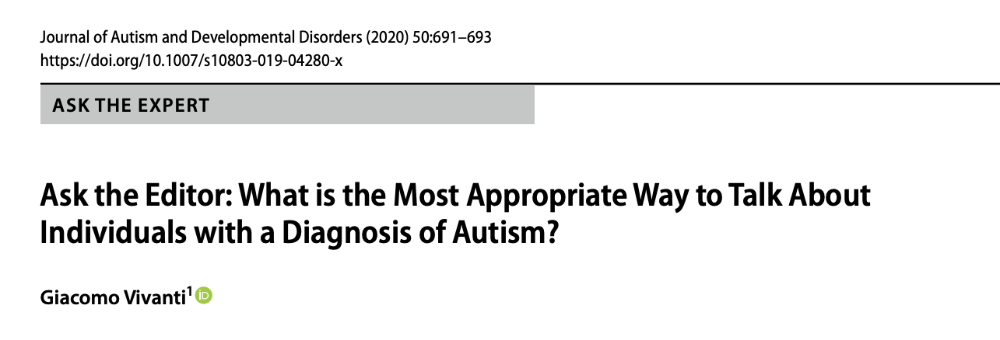 Journal of Autism and Developmental Disorders (2020) 50:691–693
https://doi.org/10.1007/s10803-019-04280-x
ASK THE EXPERT
Ask the Editor: What is the Most Appropriate Way to Talk About
Individuals with a Diagnosis of Autism?
Giacomo Vivanti¹ iD